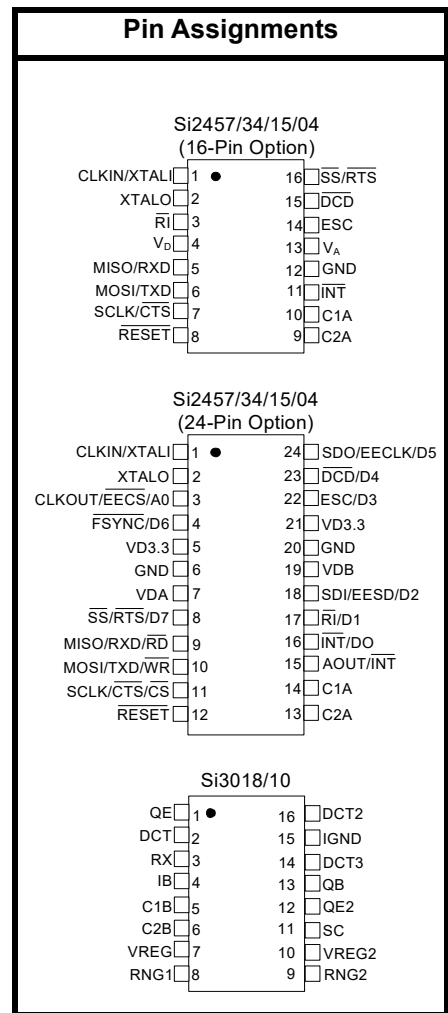 Pin Assignments
Si2457/34/15/04
(16-Pin Option)
CLKIN/XTALI 1 16 SS/RTS
XTALO 2 15 DCD
RI 3 14 ESC
VD 4 13 VA
MISO/RXD 5 12 GND
MOSI/TXD 6 11 INT
SCLK/CTS 7 10 C1A
RESET 8 9 C2A
Si2457/34/15/04
(24-Pin Option)
CLKIN/XTALI 1 24 SDO/EECLK/D5
XTALO 2 23 DCD/D4
CLKOUT/EECS/A0 3 22 ESC/D3
FSYNC/D6 4 21 VD3.3
VD3.3 5 20 GND
GND 6 19 VDB
VDA 7 18 SDI/EESD/D2
SS/RTS/D7 8 17 RI/D1
MISO/RXD/RD 9 16 INT/DO
MOSI/TXD/WR 10 15 AOUT/INT
SCLK/CTS/CS 11 14 C1A
RESET 12 13 C2A
Si3018/10
QE 1 16 DCT2
DCT 2 15 IGND
RX 3 14 DCT3
IB 4 13 QB
C1B 5 12 QE2
C2B 6 11 SC
VREG 7 10 VREG2
RNG1 8 9 RNG2